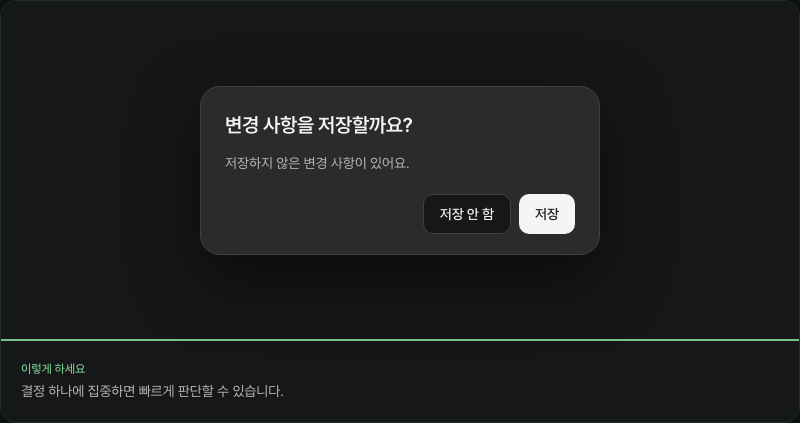 변경 사항을 저장할까요?
저장하지 않은 변경 사항이 있어요.
저장 안 함
저장
이렇게 하세요
결정 하나에 집중하면 빠르게 판단할 수 있습니다.